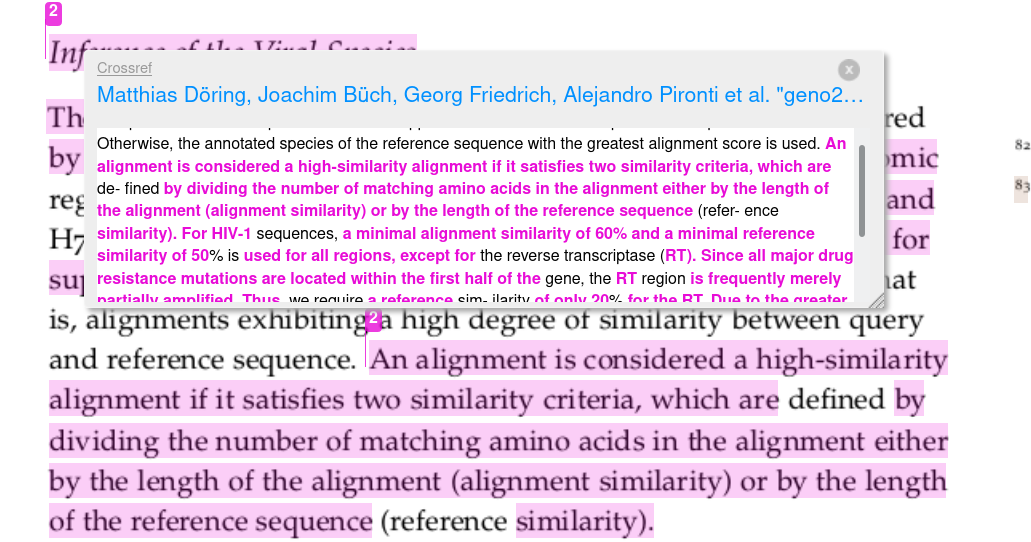 2
Inference of the Viral Species
Crossref
x
Matthias Döring, Joachim Büch, Georg Friedrich, Alejandro Pironti et al. "geno2…
Th
red
Otherwise, the annotated species of the reference sequence with the greatest alignment score is used. An
82
by
omic
alignment is considered a high-similarity alignment if it satisfies two similarity criteria, which are
de- fined by dividing the number of matching amino acids in the alignment either by the length of
83
reg
and
the alignment (alignment similarity) or by the length of the reference sequence (refer- ence
similarity). For HIV-1 sequences, a minimal alignment similarity of 60% and a minimal reference
H7
for
similarity of 50% is used for all regions, except for the reverse transcriptase (RT). Since all major drug
resistance mutations are located within the first half of the gene, the RT region is frequently merely
sup
hat
partially amplified. Thus, we require a reference sim- ilarity of only 20% for the RT. Due to the greater
is, alignments exhibiting a high degree of similarity between query
2
and reference sequence. An alignment is considered a high-similarity
alignment if it satisfies two similarity criteria, which are defined by
dividing the number of matching amino acids in the alignment either
by the length of the alignment (alignment similarity) or by the length
of the reference sequence (reference similarity).